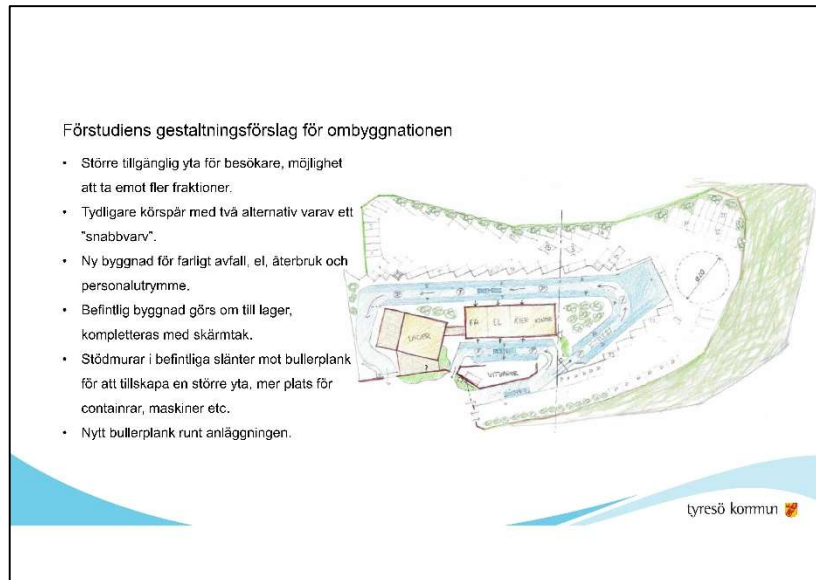 Förstudiens gestaltningsförslag för ombyggnationen
• Större tillgänglig yta för besökare, möjlighet
att ta emot fler fraktioner.
• Tydligare körspår med två alternativ varav ett
"snabbvarv".
• Ny byggnad för farligt avfall, el, återbruk och
personalutrymme.
• Befintlig byggnad görs om till lager,
kompletteras med skärmtak.
• Stödmurar i befintliga slänter mot bullerplank
för att tillskapa en större yta, mer plats för
containrar, maskiner etc.
• Nytt bullerplank runt anläggningen.
LAGER
FA
EL
ÅTER
?
tyresö kommun